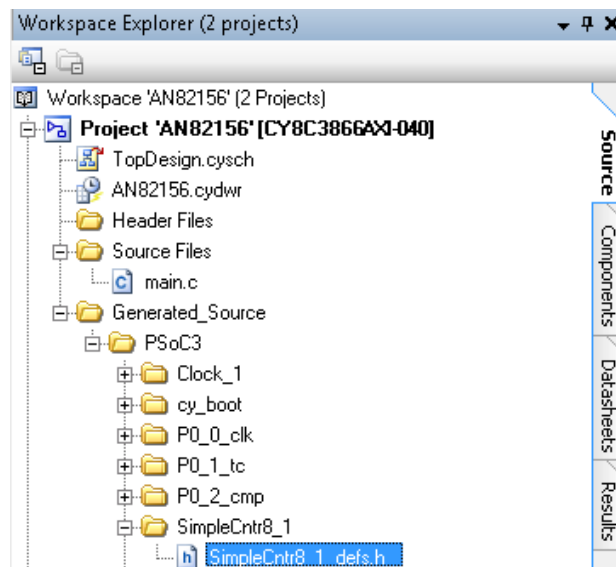 Workspace Explorer (2 projects)
Workspace 'AN82156' (2 Projects)
Project 'AN82156' [CY8C3866AXI-040]
TopDesign.cysch
AN82156.cydwr
Header Files
Source Files
main.c
Generated_Source
PSoC3
Clock_1
cy_boot
P0_0_clk
P0_1_tc
P0_2_cmp
SimpleCntr8_1
SimpleCntr8_1_defs.h
Source
Components
Datasheets
Results